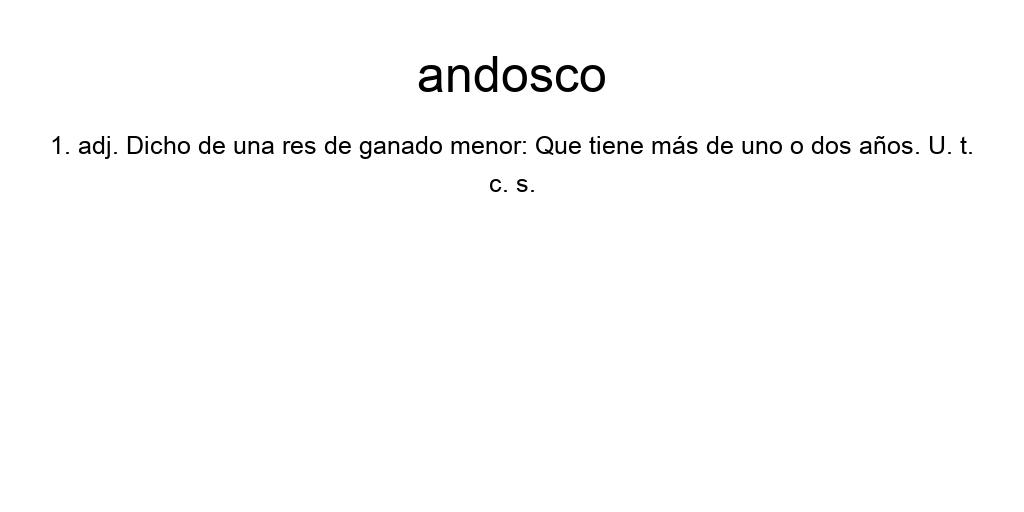 andosco
1. adj. Dicho de una res de ganado menor: Que tiene más de uno o dos años. U. t.
c. s.